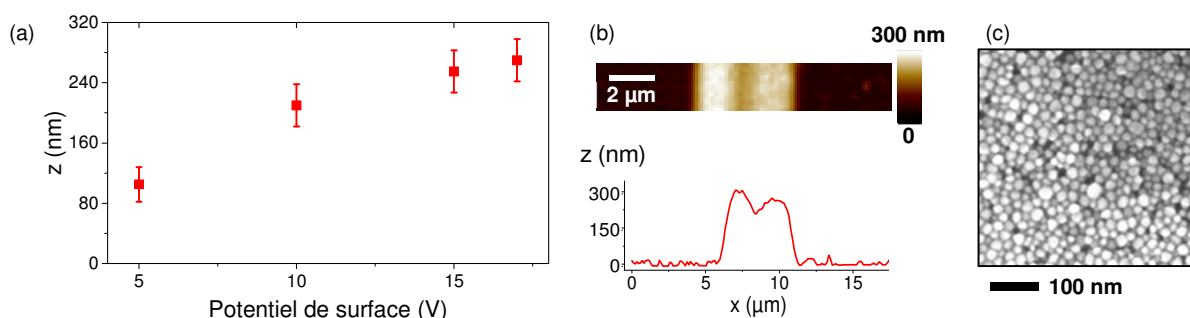 (a)
320
240
160
80
0
z (nm)
5
10
15
Potentiel de surface (V)
(b)
300 nm
2 µm
0
z (nm)
300
150
0
0
5
10
15
x (µm)
(c)
100 nm